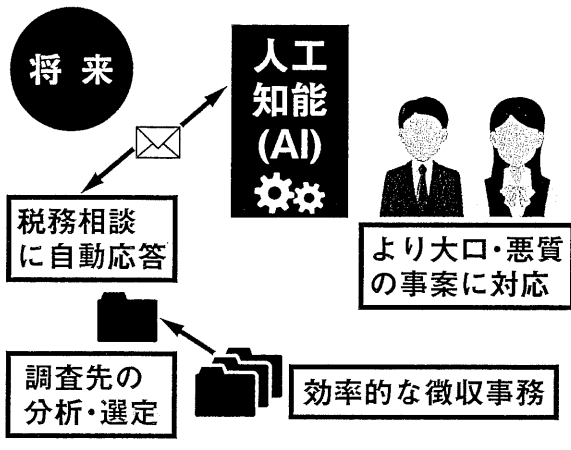 将来
人工
知能
(AI)
税務相談
に自動応答
より大口・悪質
の事案に対応
調査先の
分析・選定
効率的な徴収事務